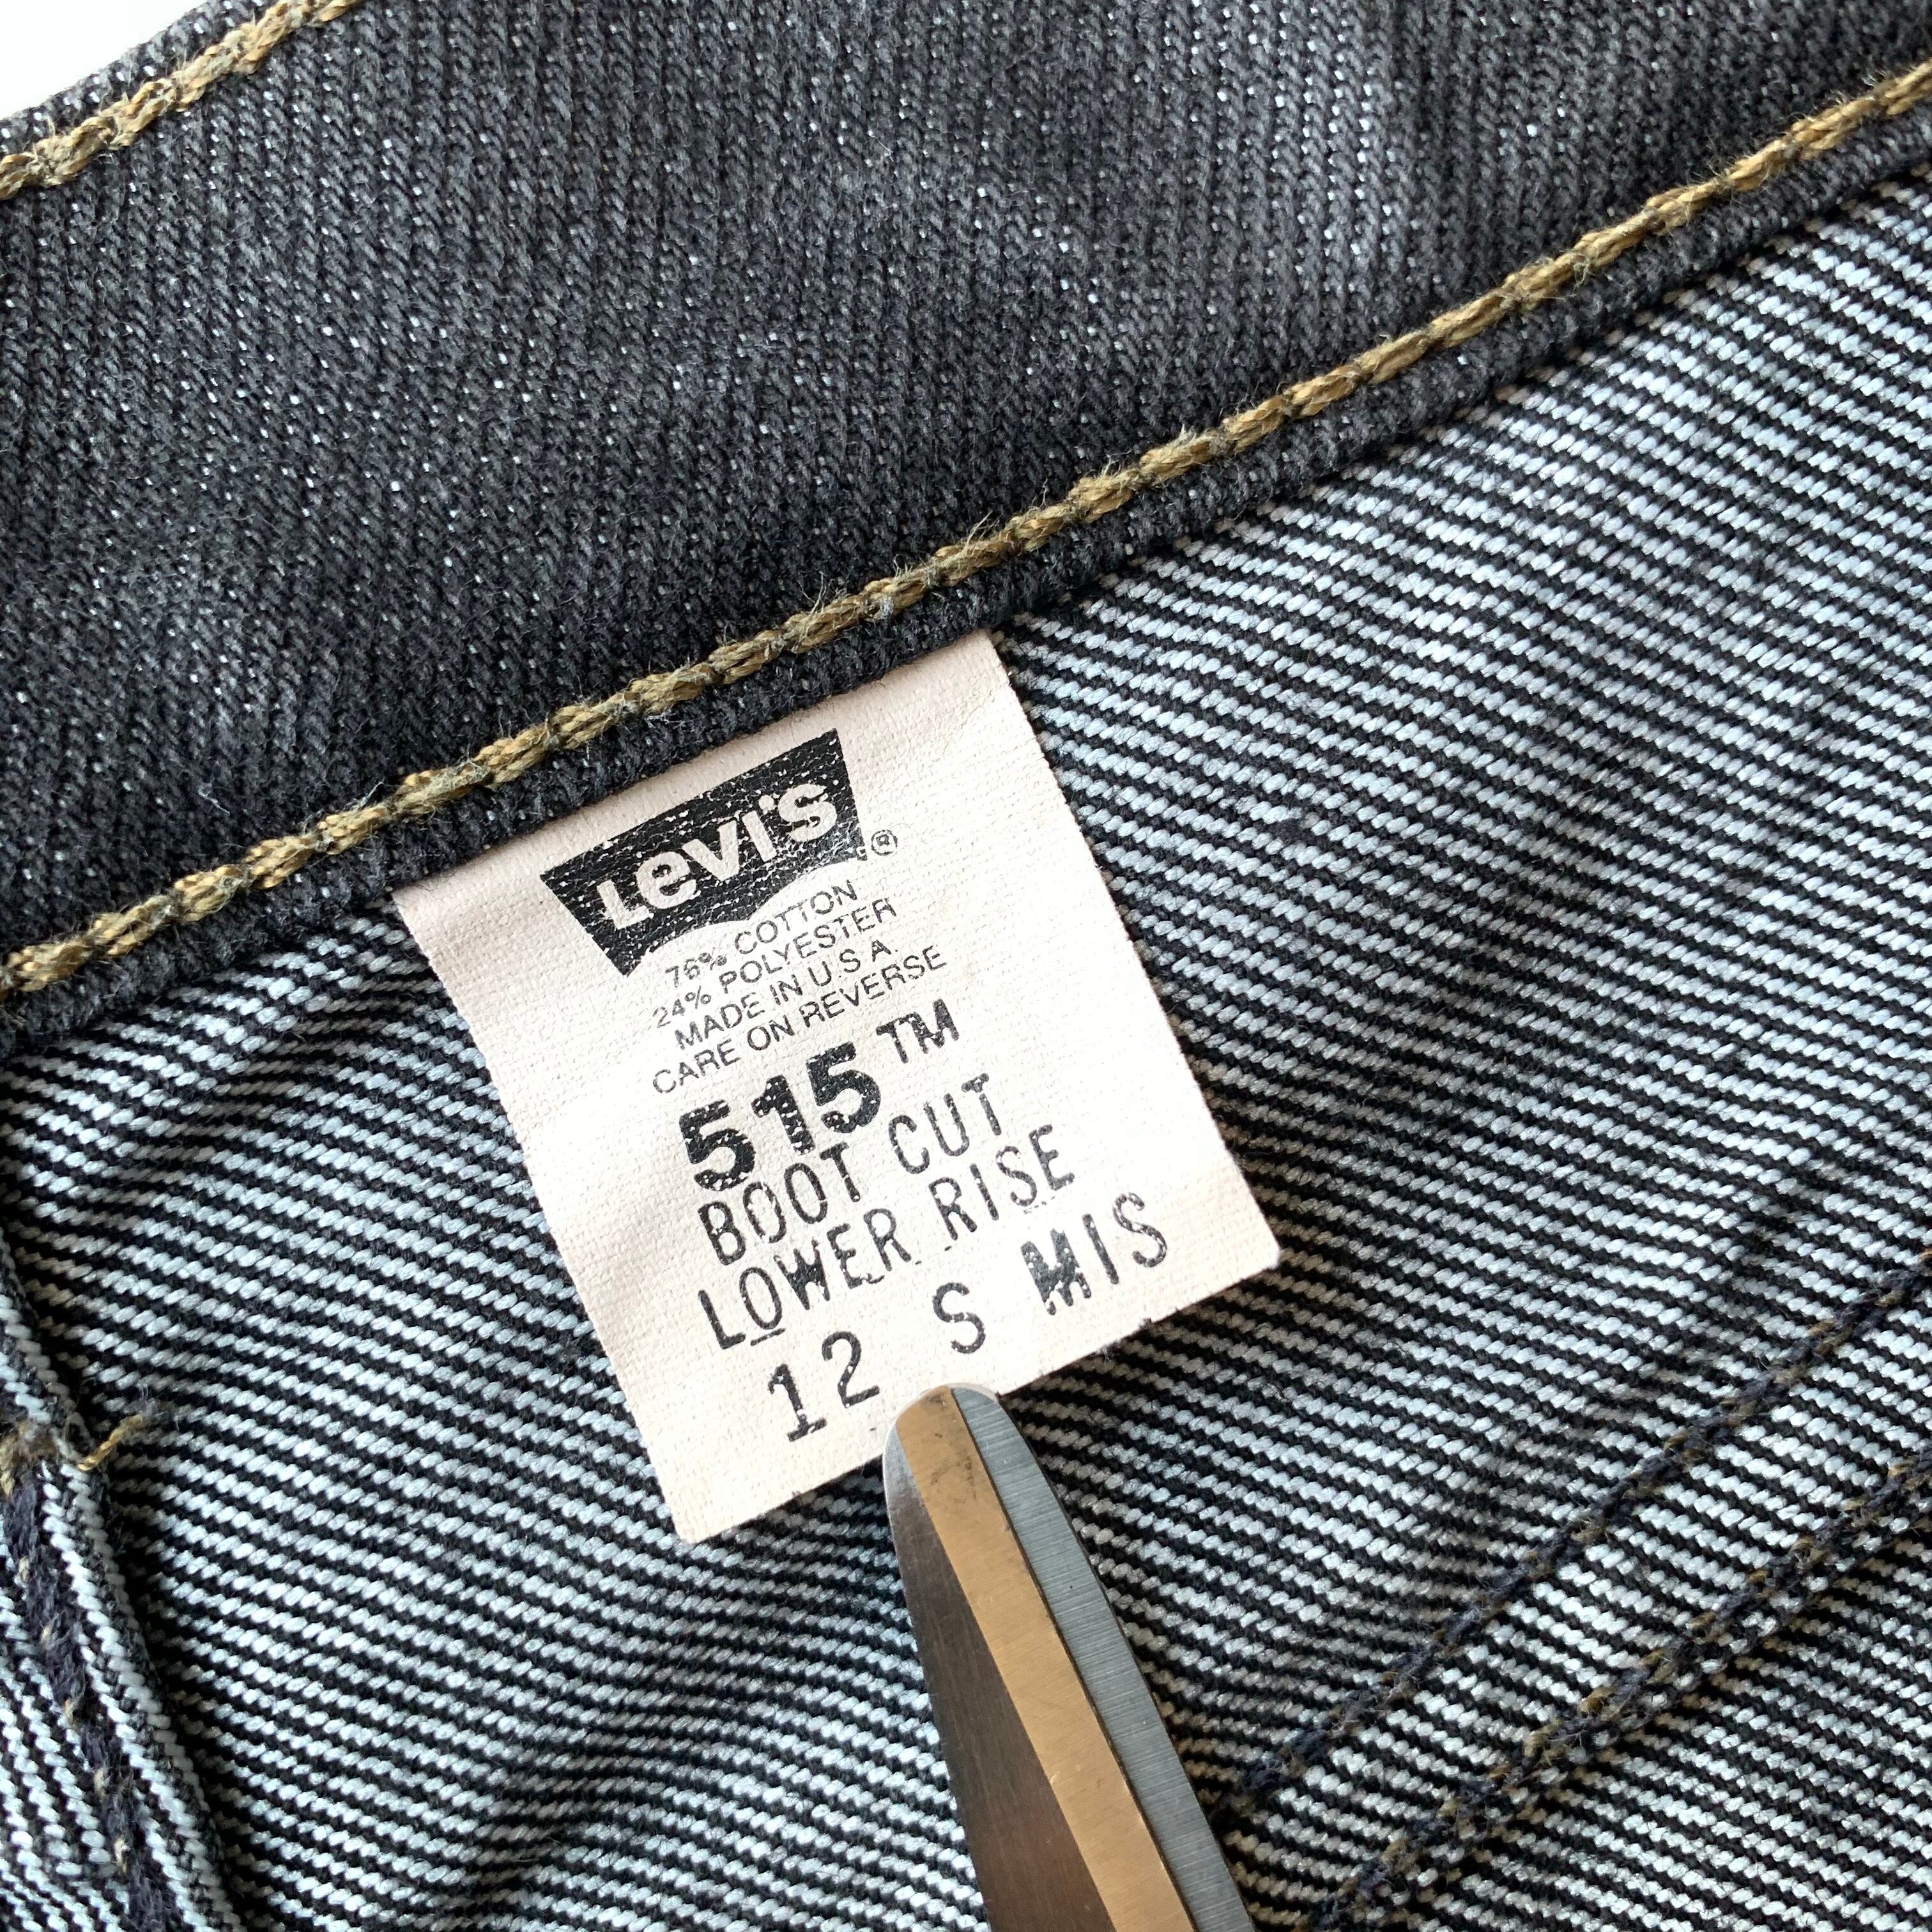 Levi's®
76% COTTON
24% POLYESTER
MADE IN U S A
CARE ON REVERSE
515™
BOOT CUT
LOWER RISE
12 S MIS